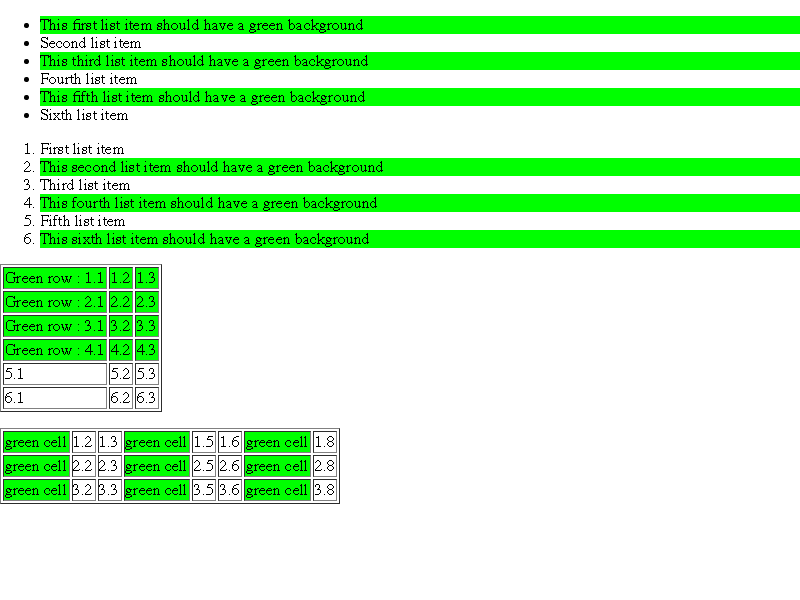 • This first list item should have a green background
• Second list item
• This third list item should have a green background
• Fourth list item
• This fifth list item should have a green background
• Sixth list item
1. First list item
2. This second list item should have a green background
3. Third list item
4. This fourth list item should have a green background
5. Fifth list item
6. This sixth list item should have a green background
Green row : 1.1 1.2 1.3
Green row : 2.1 2.2 2.3
Green row : 3.1 3.2 3.3
Green row : 4.1 4.2 4.3
5.1 5.2 5.3
6.1 6.2 6.3
green cell 1.2 1.3 green cell 1.5 1.6 green cell 1.8
green cell 2.2 2.3 green cell 2.5 2.6 green cell 2.8
green cell 3.2 3.3 green cell 3.5 3.6 green cell 3.8